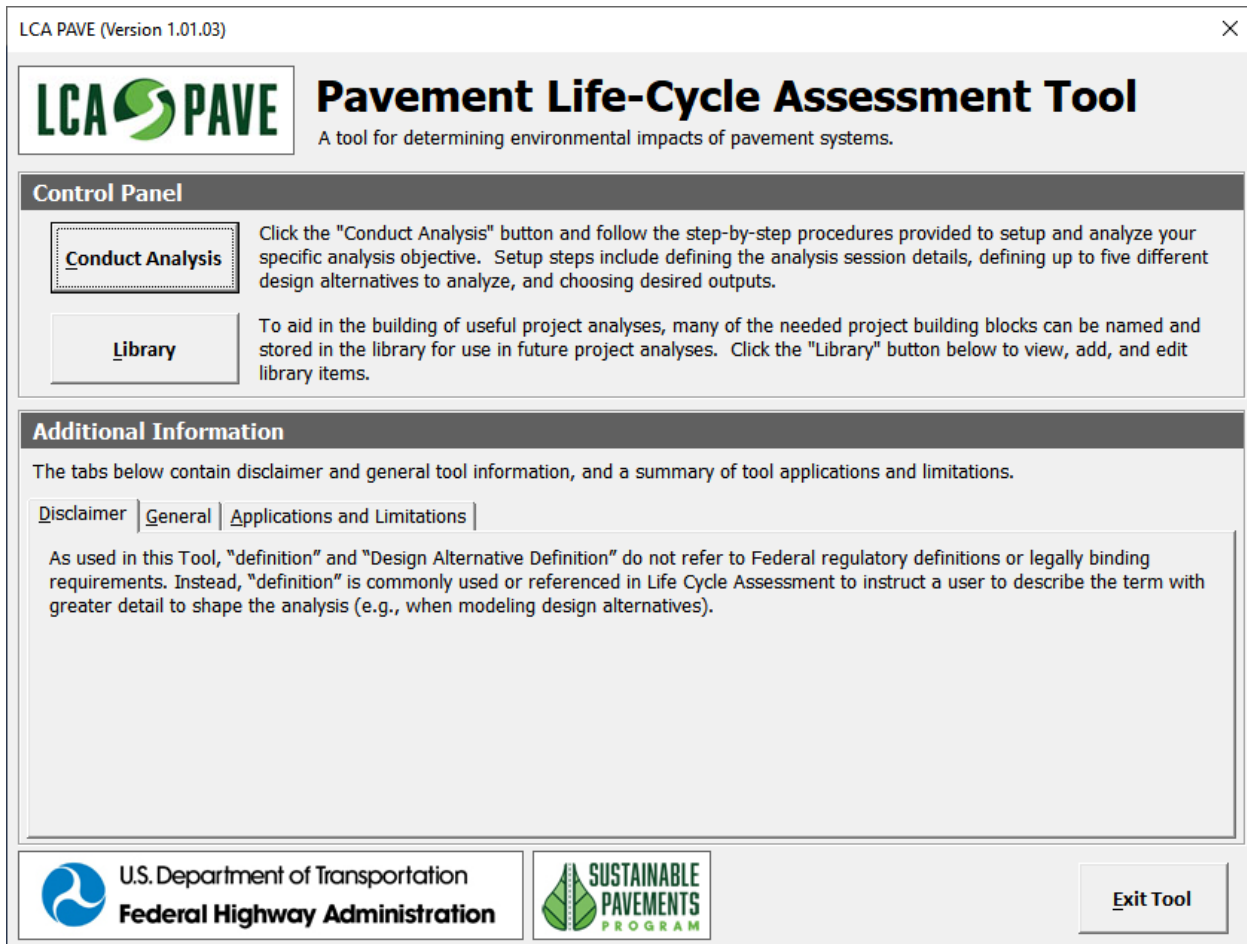 LCA PAVE (Version 1.01.03)
LCA PAVE
Pavement Life-Cycle Assessment Tool
A tool for determining environmental impacts of pavement systems.
Control Panel
Conduct Analysis
Click the "Conduct Analysis" button and follow the step-by-step procedures provided to setup and analyze your
specific analysis objective.  Setup steps include defining the analysis session details, defining up to five different
design alternatives to analyze, and choosing desired outputs.
Library
To aid in the building of useful project analyses, many of the needed project building blocks can be named and
stored in the library for use in future project analyses.  Click the "Library" button below to view, add, and edit
library items.
Additional Information
The tabs below contain disclaimer and general tool information, and a summary of tool applications and limitations.
Disclaimer General Applications and Limitations
As used in this Tool, “definition” and “Design Alternative Definition” do not refer to Federal regulatory definitions or legally binding
requirements. Instead, “definition” is commonly used or referenced in Life Cycle Assessment to instruct a user to describe the term with
greater detail to shape the analysis (e.g., when modeling design alternatives).
U.S. Department of Transportation
Federal Highway Administration
SUSTAINABLE
PAVEMENTS
PROGRAM
Exit Tool